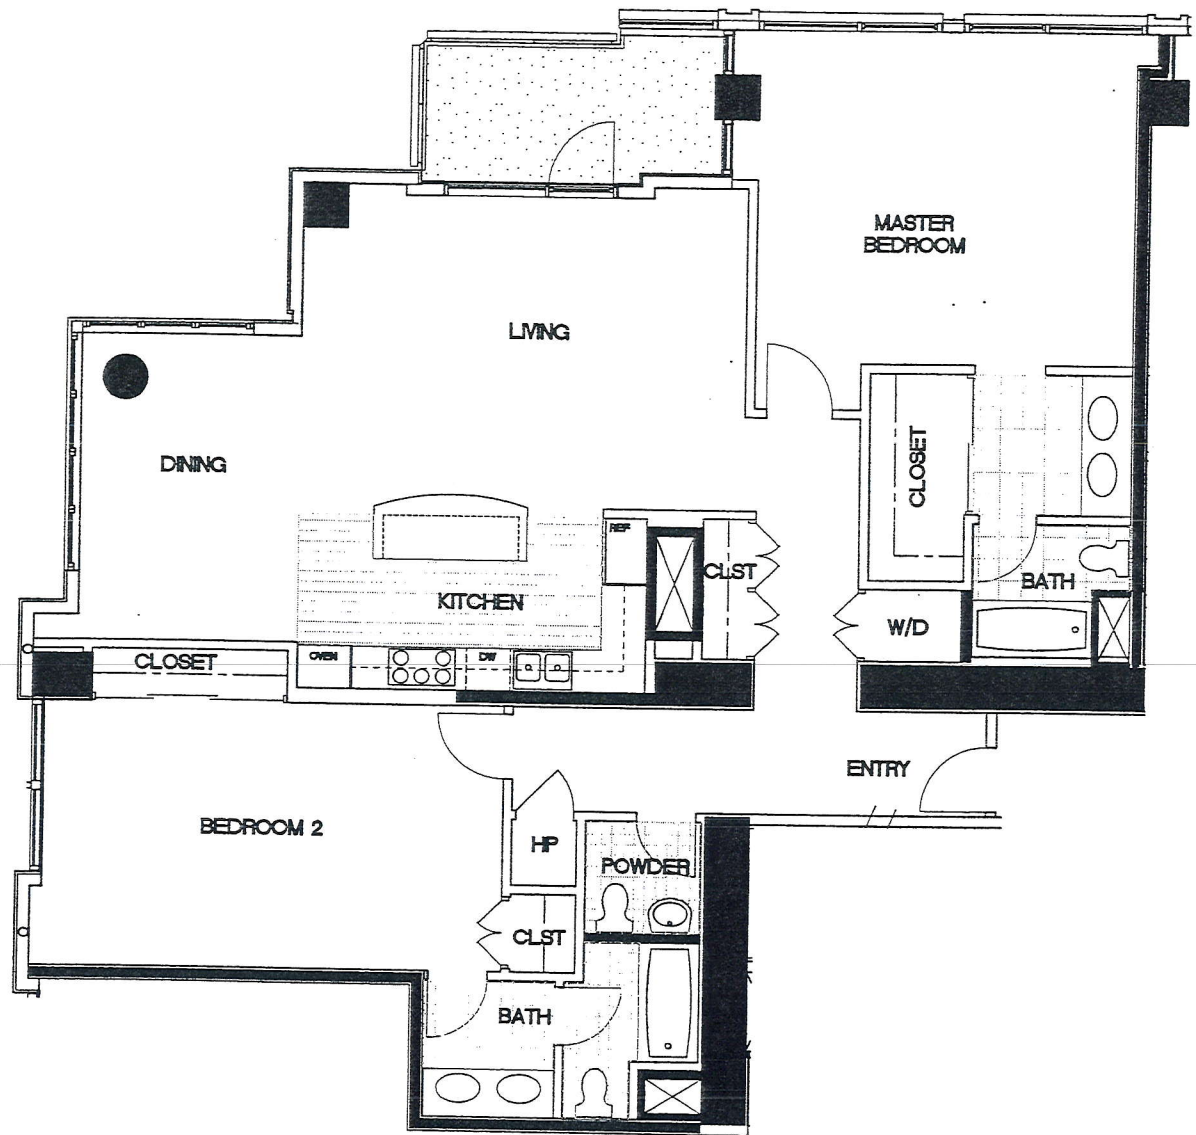 MASTER
BEDROOM
LIVING
DINING
CLOSET
REF
CLST
BATH
KITCHEN
W/D
CLOSET
OVEN
DW
ENTRY
BEDROOM 2
HP
POWDER
CLST
BATH